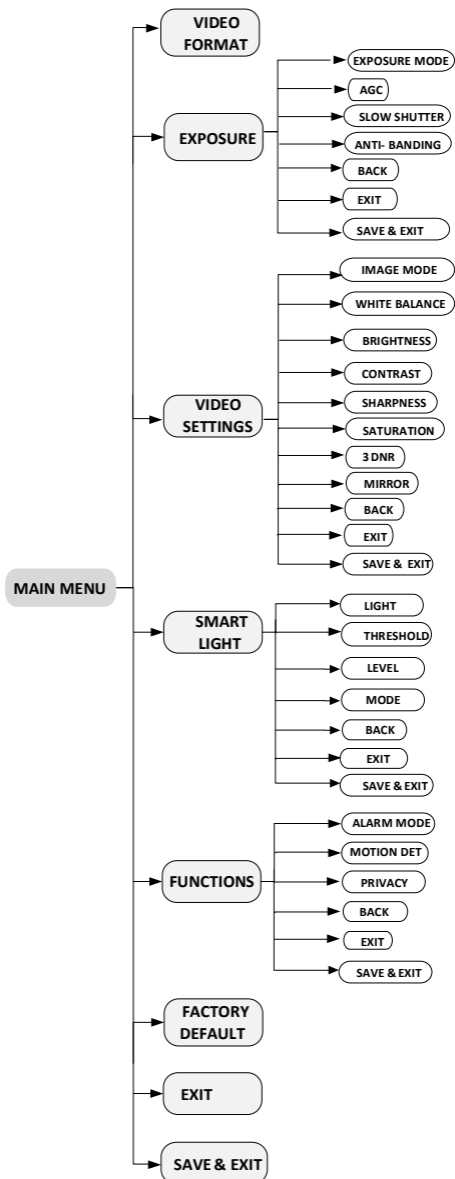 VIDEO
FORMAT
EXPOSURE MODE
AGC
SLOW SHUTTER
EXPOSURE
ANTI- BANDING
BACK
EXIT
SAVE & EXIT
IMAGE MODE
WHITE BALANCE
BRIGHTNESS
CONTRAST
SHARPNESS
VIDEO
SETTINGS
SATURATION
3 DNR
MIRROR
BACK
EXIT
SAVE & EXIT
MAIN MENU
LIGHT
SMART
LIGHT
THRESHOLD
LEVEL
MODE
BACK
EXIT
SAVE & EXIT
ALARM MODE
MOTION DET
FUNCTIONS
PRIVACY
BACK
EXIT
SAVE & EXIT
FACTORY
DEFAULT
EXIT
SAVE & EXIT